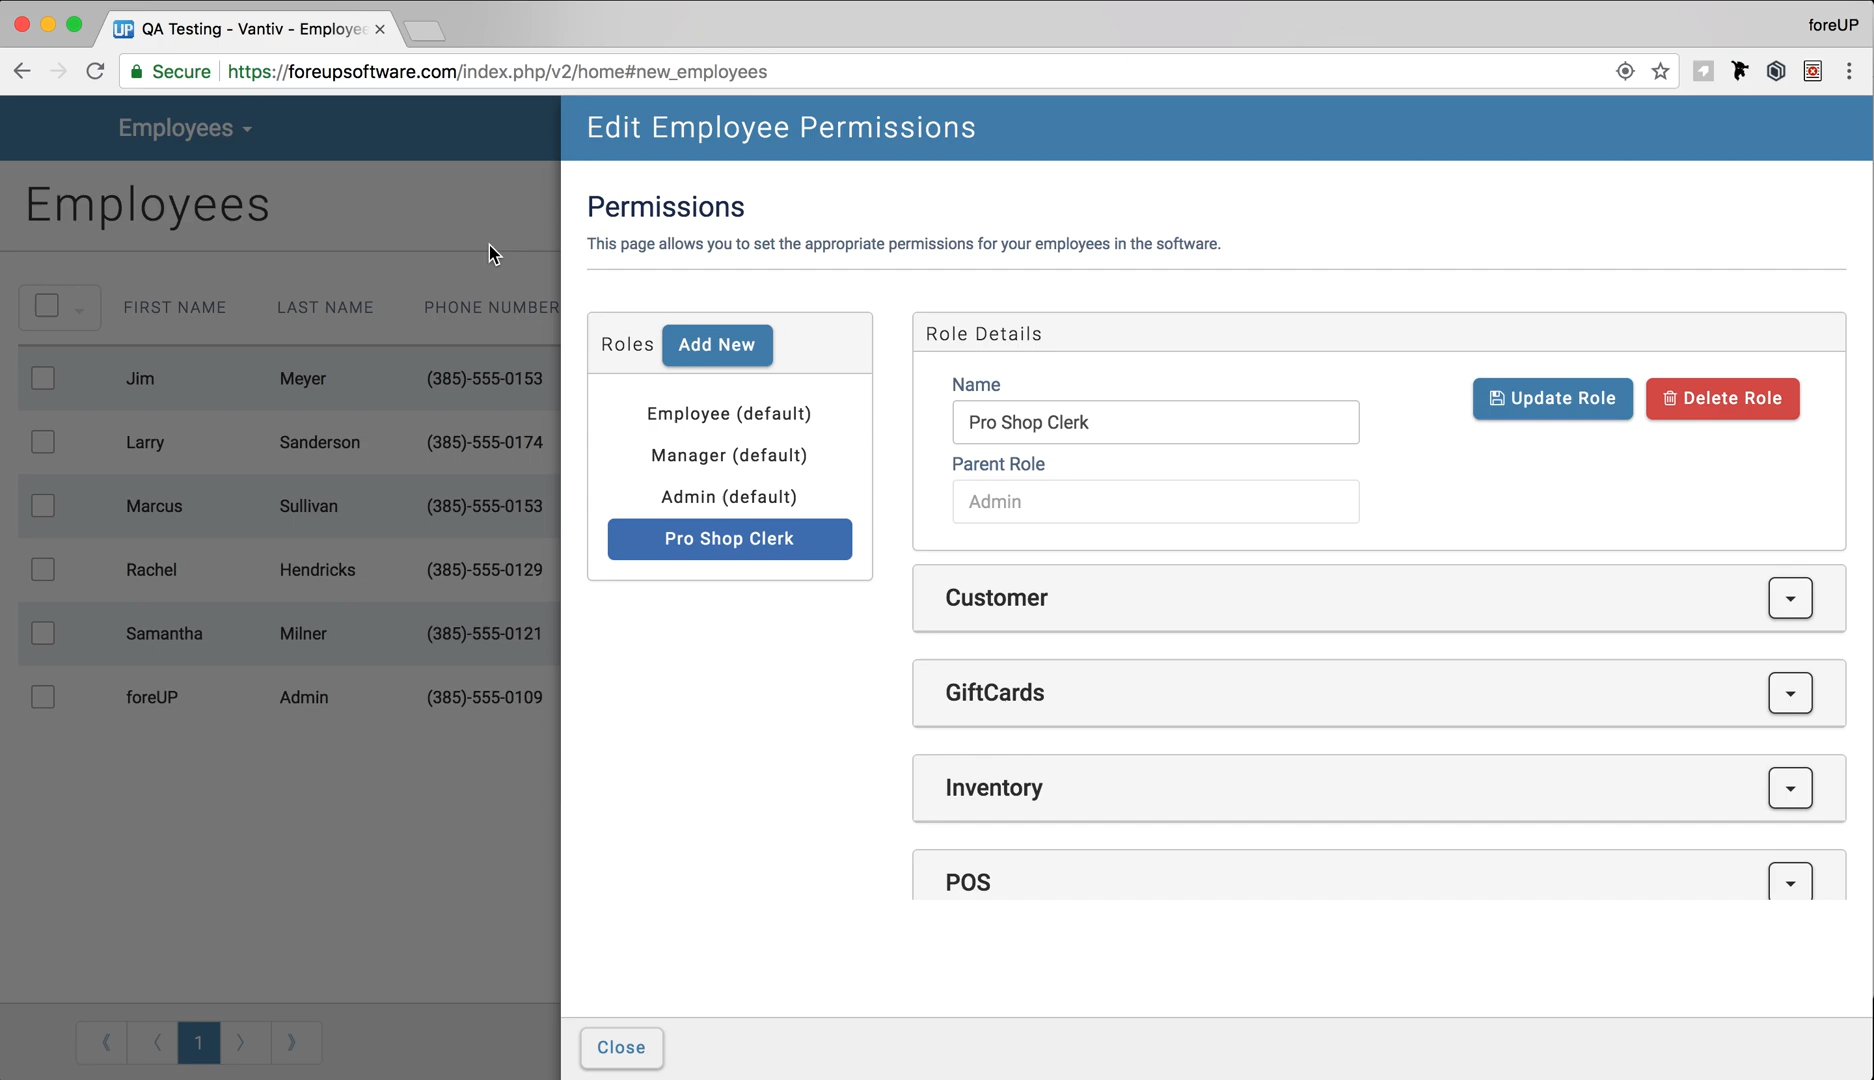 QA Testing - Vantiv - Employee
foreUP
Secure
https://foreupsoftware.com/index.php/v2/home#new_employees
Employees
Employees
FIRST NAME LAST NAME PHONE NUMBER
Jim Meyer (385)-555-0153
Larry Sanderson (385)-555-0174
Marcus Sullivan (385)-555-0153
Rachel Hendricks (385)-555-0129
Samantha Milner (385)-555-0121
foreUP Admin (385)-555-0109
1
Edit Employee Permissions
Permissions
This page allows you to set the appropriate permissions for your employees in the software.
Roles Add New
Employee (default)
Manager (default)
Admin (default)
Pro Shop Clerk
Role Details
Name
Pro Shop Clerk
Update Role Delete Role
Parent Role
Admin
Customer
GiftCards
Inventory
POS
Close